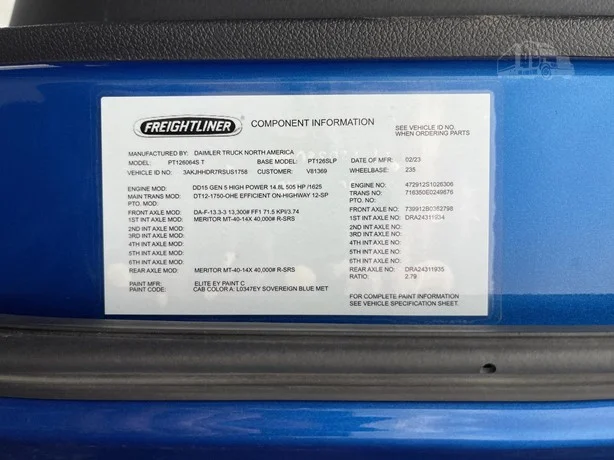 FREIGHTLINER COMPONENT INFORMATION SEE VEHICLE ID NO. WHEN ORDERING PARTS
MANUFACTURED BY: DAIMLER TRUCK NORTH AMERICA
MODEL: PT126064S T BASE MODEL: PT126SLP DATE OF MFR: 02/23
VEHICLE ID NO: 3AKJHHDR7RSUS1758 CUSTOMER: V81369 WHEELBASE: 235
ENGINE MOD: DD15 GEN 5 HIGH POWER 14.8L 505 HP /1625 ENGINE NO: 472912S1026306
MAIN TRANS MOD: DT12-1750-OHE EFFICIENT ON-HIGHWAY 12-SP TRANS NO: 716350E0249676
PTO. MOD: PTO. NO:
FRONT AXLE MOD: DA-F-13.3-3 13,300# FF1 71.5 KPI/3.74 FRONT AXLE NO: 739912B0362798
1ST INT AXLE MOD: MERITOR MT-40-14X 40,000# R-SRS 1ST INT AXLE NO: DRA24311934
2ND INT AXLE MOD: 2ND INT AXLE NO:
3RD INT AXLE MOD: 3RD INT AXLE NO:
4TH INT AXLE MOD: 4TH INT AXLE NO:
5TH INT AXLE MOD: 5TH INT AXLE NO:
6TH INT AXLE MOD: 6TH INT AXLE NO:
REAR AXLE MOD: MERITOR MT-40-14X 40,000# R-SRS REAR AXLE NO: DRA24311935
RATIO: 2.79
PAINT MFR: ELITE EY PAINT C
PAINT CODE: CAB COLOR A: L0347EY SOVEREIGN BLUE MET
FOR COMPLETE PAINT INFORMATION
SEE VEHICLE SPECIFICATION SHEET.